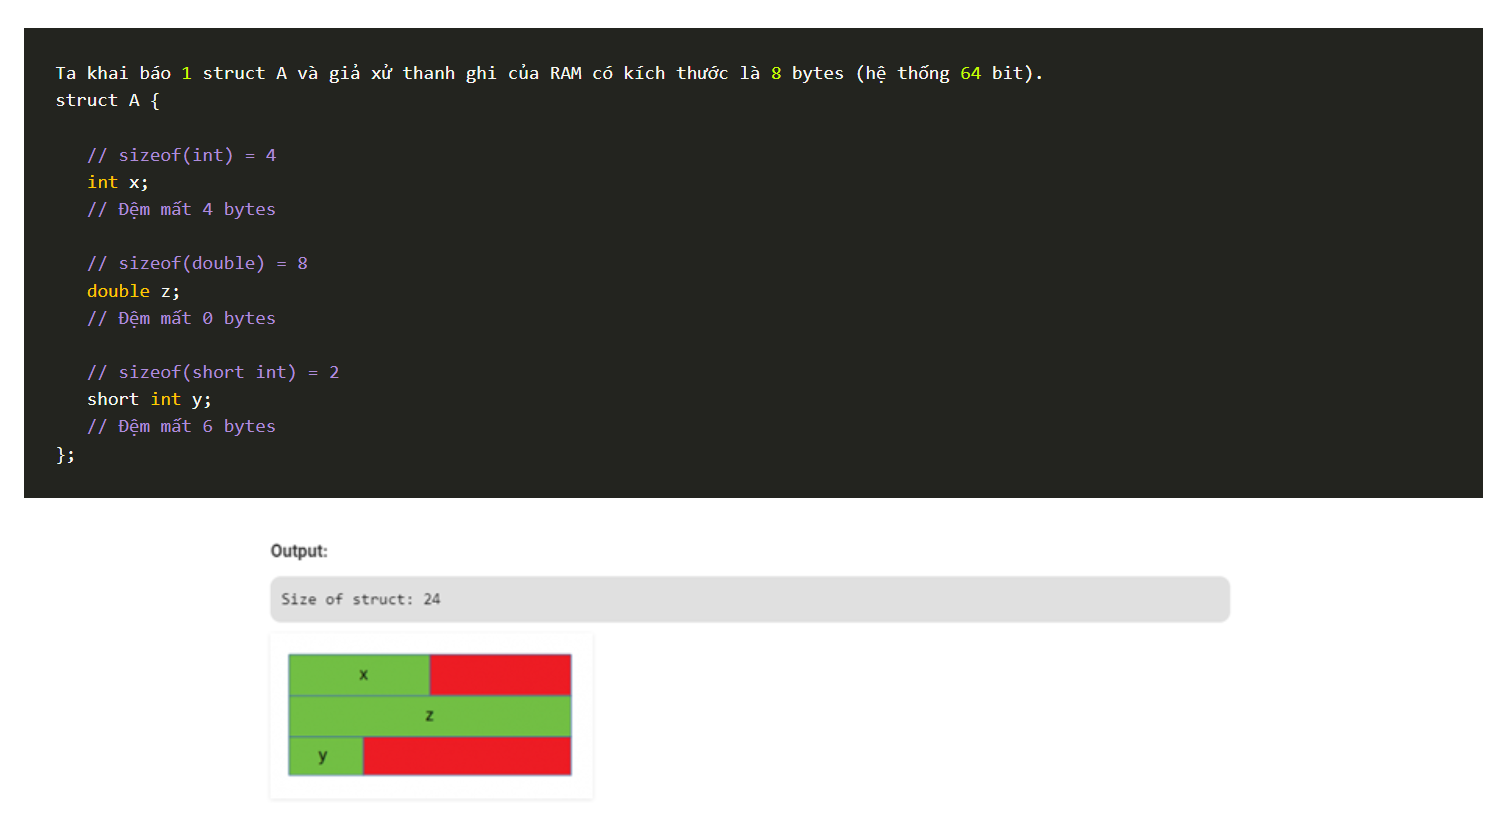 Ta khai báo 1 struct A và giả xử thanh ghi của RAM có kích thước là 8 bytes (hệ thống 64 bit).
struct A {
// sizeof(int) = 4
int x;
// Đệm mất 4 bytes
// sizeof(double) = 8
double z;
// Đệm mất 0 bytes
// sizeof(short int) = 2
short int y;
// Đệm mất 6 bytes
};
Output:
Size of struct: 24
x
z
y